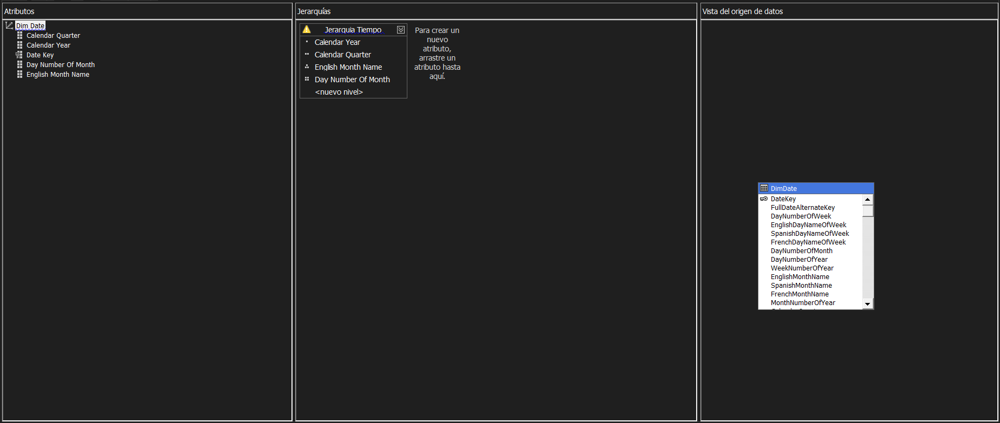 Atributos
Dim Date
Calendar Quarter
Calendar Year
Date Key
Day Number Of Month
English Month Name
Jerarquías
Jerarquia Tiempo
Calendar Year
Calendar Quarter
English Month Name
Day Number Of Month
<nuevo nivel>
Para crear un
nuevo
atributo,
arrastre un
atributo hasta
aquí.
Vista del origen de datos
DimDate
DateKey
FullDateAlternateKey
DayNumberOfWeek
EnglishDayNameOfWeek
SpanishDayNameOfWeek
FrenchDayNameOfWeek
DayNumberOfMonth
DayNumberOfYear
WeekNumberOfYear
EnglishMonthName
SpanishMonthName
FrenchMonthName
MonthNumberOfYear